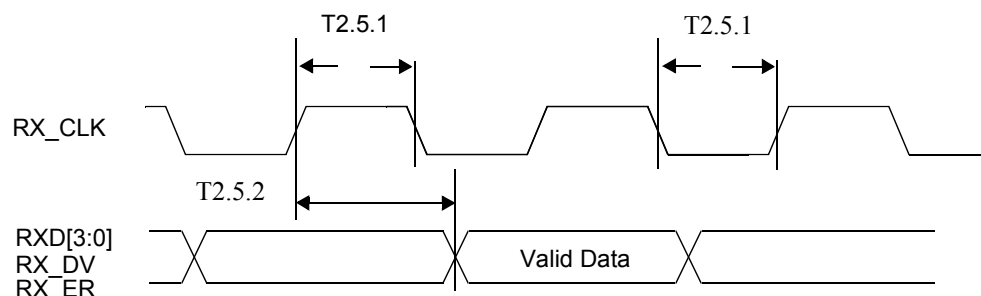 T2.5.1
T2.5.1
RX_CLK
T2.5.2
RXD[3:0]
RX_DV
Valid Data
RX_ER